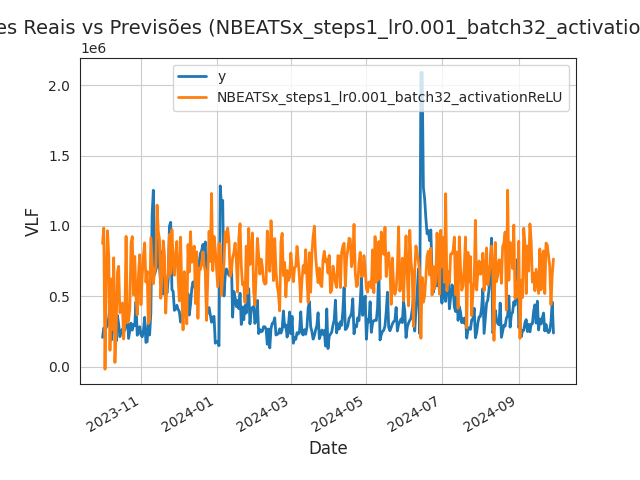 es Reais vs Previsões (NBEATSx_steps1_lr0.001_batch32_activatio
1e6
y
NBEATSx_steps1_lr0.001_batch32_activationReLU
2.0
1.5
1.0
0.5
0.0
VLF
2023-11
2024-01
2024-03
2024-05
2024-07
2024-09
Date